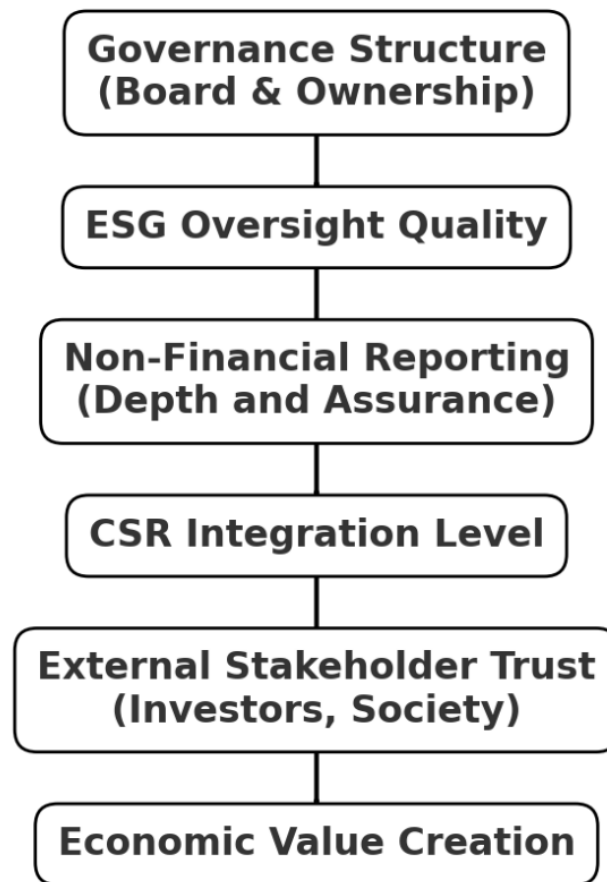 Governance Structure
(Board & Ownership)
ESG Oversight Quality
Non-Financial Reporting
(Depth and Assurance)
CSR Integration Level
External Stakeholder Trust
(Investors, Society)
Economic Value Creation